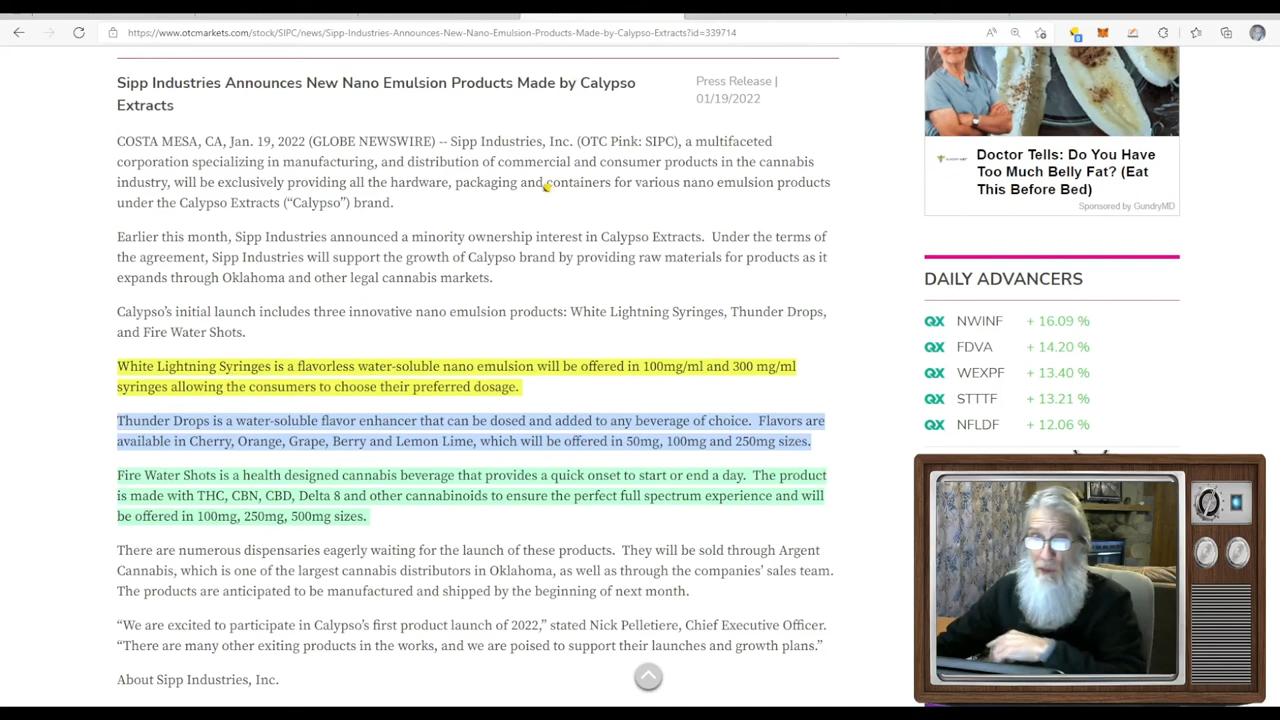 https://www.otcmarkets.com/stock/SIPC/news/Sipp-Industries-Announces-New-Nano-Emulsion-Products-Made-by-Calypso-Extracts?id=339714
Sipp Industries Announces New Nano Emulsion Products Made by Calypso
Extracts
Press Release |
01/19/2022
COSTA MESA, CA, Jan. 19, 2022 (GLOBE NEWSWIRE) -- Sipp Industries, Inc. (OTC Pink: SIPC), a multifaceted
corporation specializing in manufacturing, and distribution of commercial and consumer products in the cannabis
industry, will be exclusively providing all the hardware, packaging and containers for various nano emulsion products
under the Calypso Extracts (“Calypso”) brand.
Earlier this month, Sipp Industries announced a minority ownership interest in Calypso Extracts.  Under the terms of
the agreement, Sipp Industries will support the growth of Calypso brand by providing raw materials for products as it
expands through Oklahoma and other legal cannabis markets.
Calypso’s initial launch includes three innovative nano emulsion products: White Lightning Syringes, Thunder Drops,
and Fire Water Shots.
White Lightning Syringes is a flavorless water-soluble nano emulsion will be offered in 100mg/ml and 300 mg/ml
syringes allowing the consumers to choose their preferred dosage.
Thunder Drops is a water-soluble flavor enhancer that can be dosed and added to any beverage of choice.  Flavors are
available in Cherry, Orange, Grape, Berry and Lemon Lime, which will be offered in 50mg, 100mg and 250mg sizes.
Fire Water Shots is a health designed cannabis beverage that provides a quick onset to start or end a day.  The product
is made with THC, CBN, CBD, Delta 8 and other cannabinoids to ensure the perfect full spectrum experience and will
be offered in 100mg, 250mg, 500mg sizes.
There are numerous dispensaries eagerly waiting for the launch of these products.  They will be sold through Argent
Cannabis, which is one of the largest cannabis distributors in Oklahoma, as well as through the companies’ sales team.
The products are anticipated to be manufactured and shipped by the beginning of next month.
“We are excited to participate in Calypso’s first product launch of 2022,” stated Nick Pelletiere, Chief Executive Officer.
“There are many other exiting products in the works, and we are poised to support their launches and growth plans.”
About Sipp Industries, Inc.
Doctor Tells: Do You Have
Too Much Belly Fat? (Eat
This Before Bed)
Sponsored by GundryMD
DAILY ADVANCERS
QX NWINF + 16.09 %
QX FDVA + 14.20 %
QX WEXPF + 13.40 %
QX STTTF + 13.21 %
QX NFLDF + 12.06 %